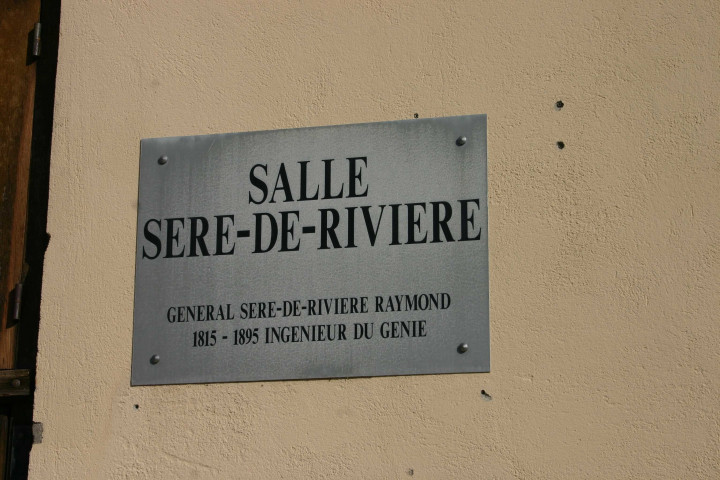 SALLE
SERE-DE-RIVIERE
GENERAL SERE-DE-RIVIERE RAYMOND
1815 - 1895 INGENIEUR DU GENIE